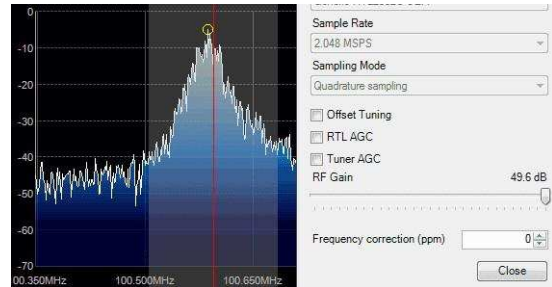 0
-10
-20
-30
-40
-50
-60
-70
00.350MHz 100.500MHz 100.650MHz
Sample Rate
2.048 MSPS
Sampling Mode
Quadrature sampling
Offset Tuning
RTL AGC
Tuner AGC
RF Gain 49.6 dB
Frequency correction (ppm) 0
Close